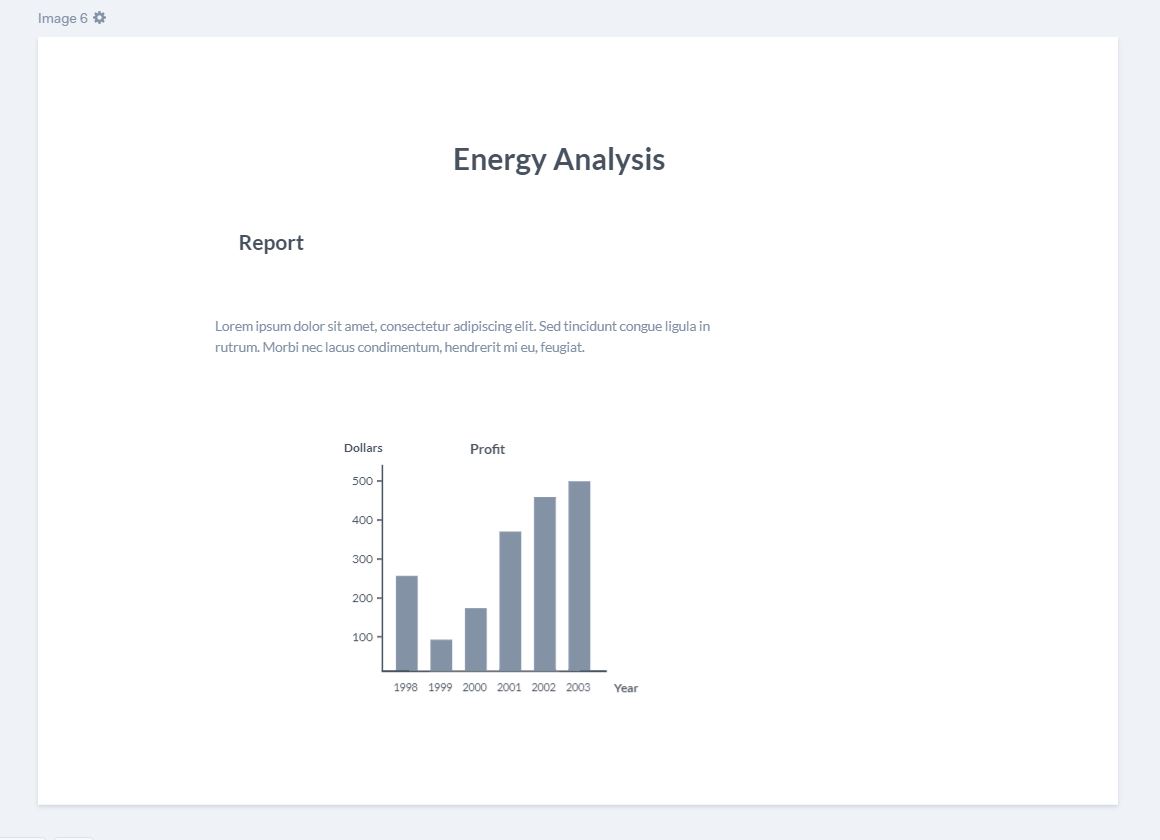 Image 6
Energy Analysis
Report
Lorem ipsum dolor sit amet, consectetur adipiscing elit. Sed tincidunt congue ligula in
rutrum. Morbi nec lacus condimentum, hendrerit mi eu, feugiat.
Dollars Profit
500
400
300
200
100
1998 1999 2000 2001 2002 2003 Year